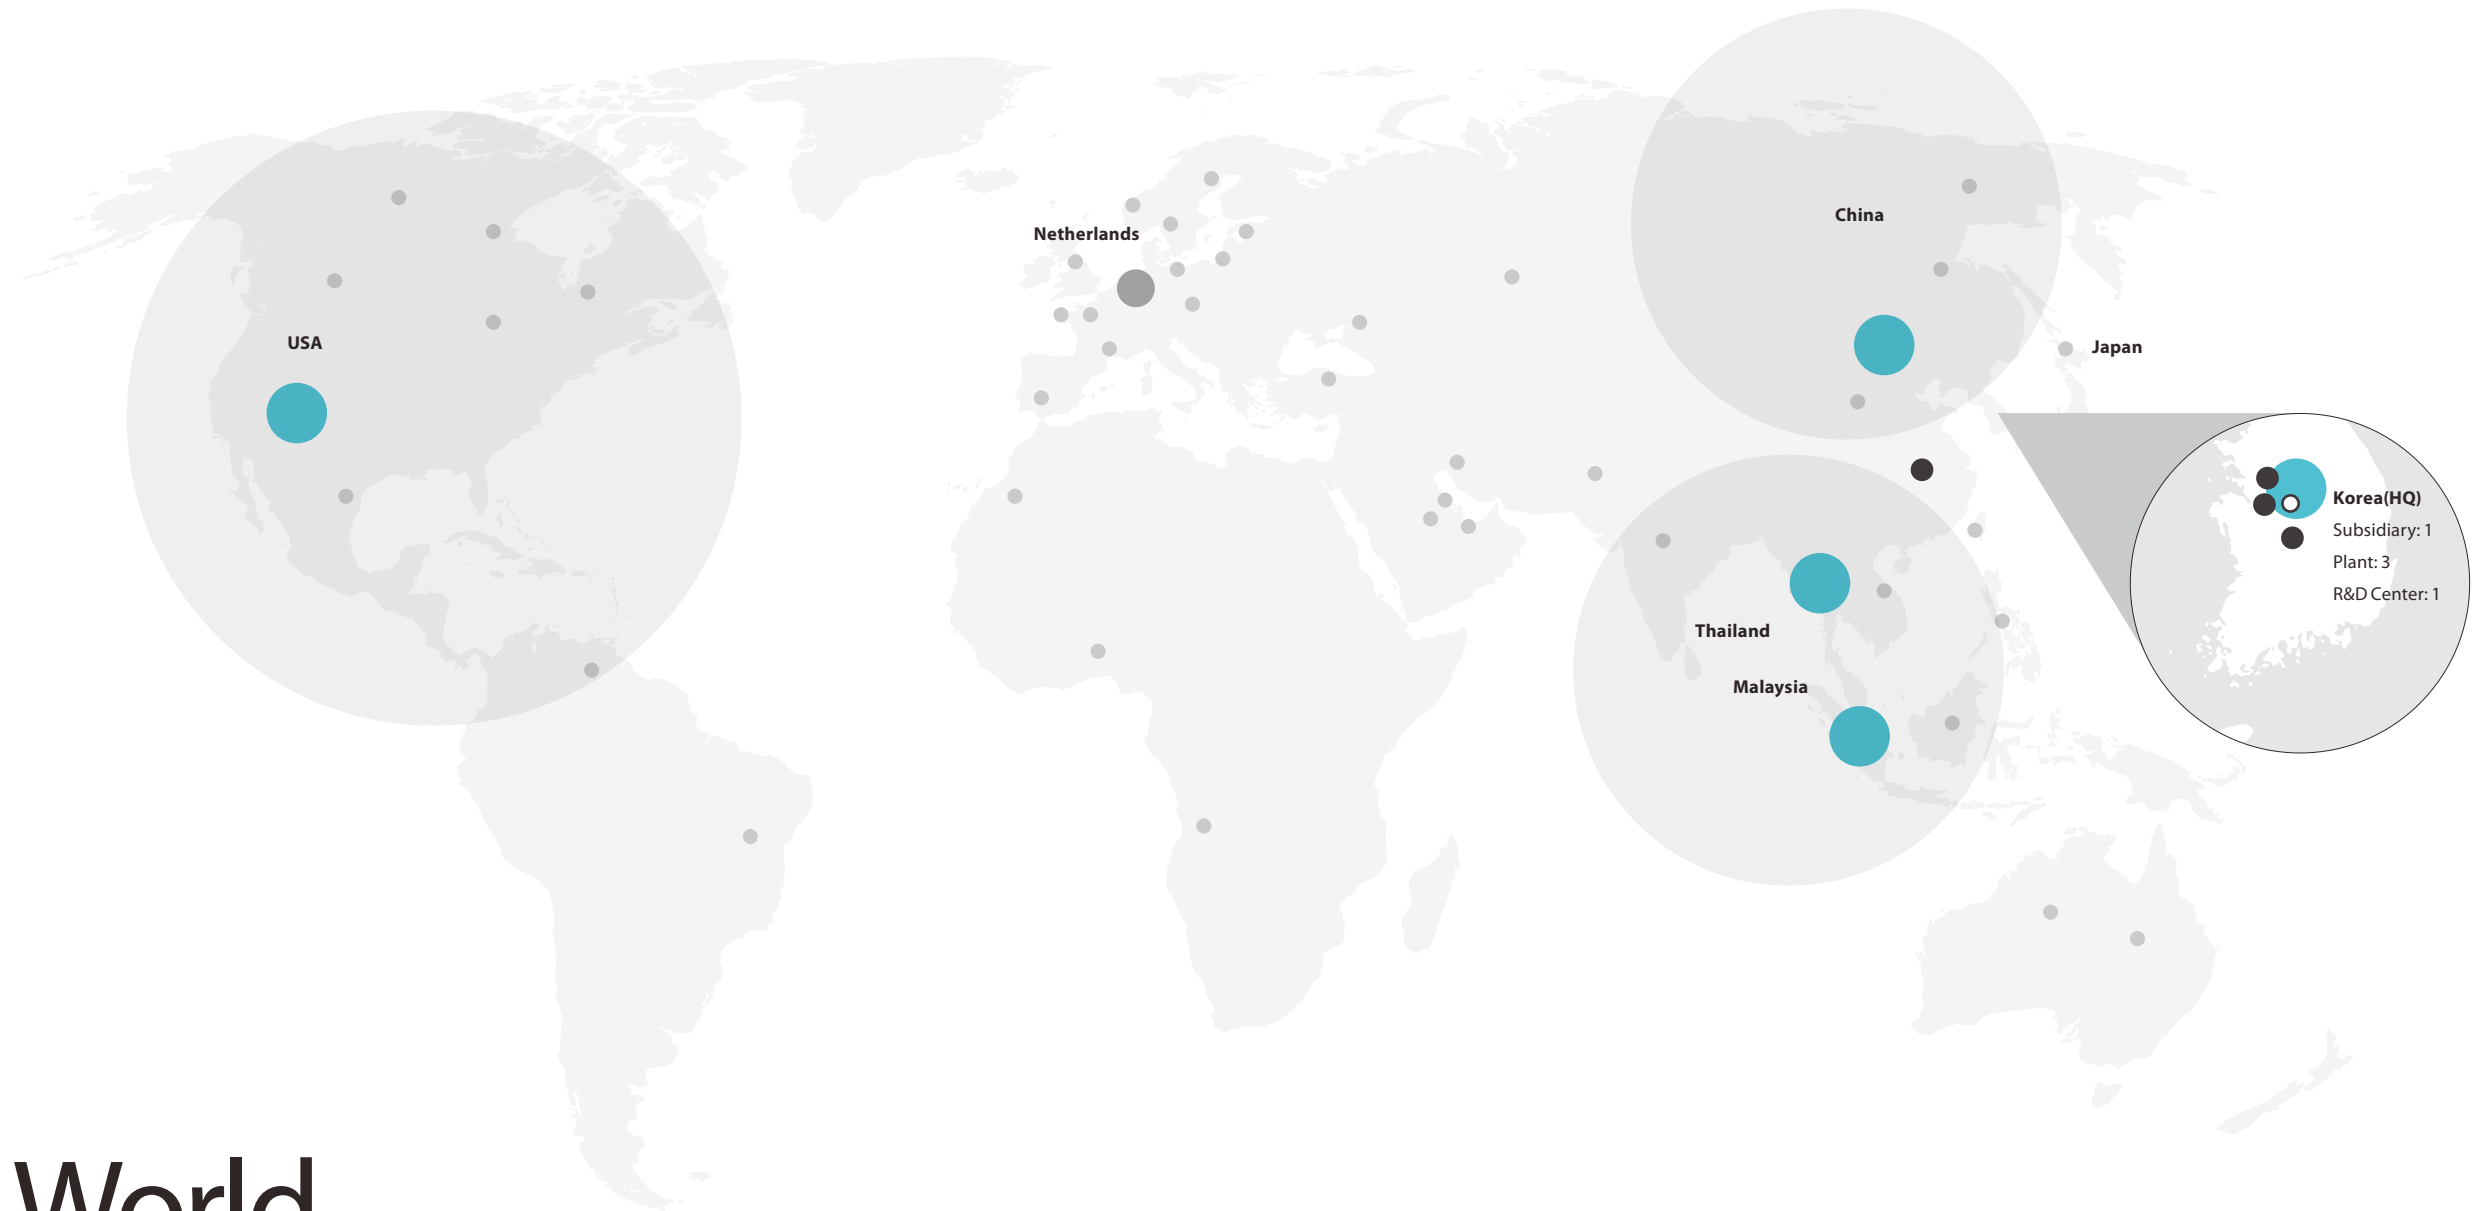 China
Netherlands
USA
Japan
Korea(HQ)
Subsidiary: 1
Plant: 3
R&D Center: 1
Thailand
Malaysia
World